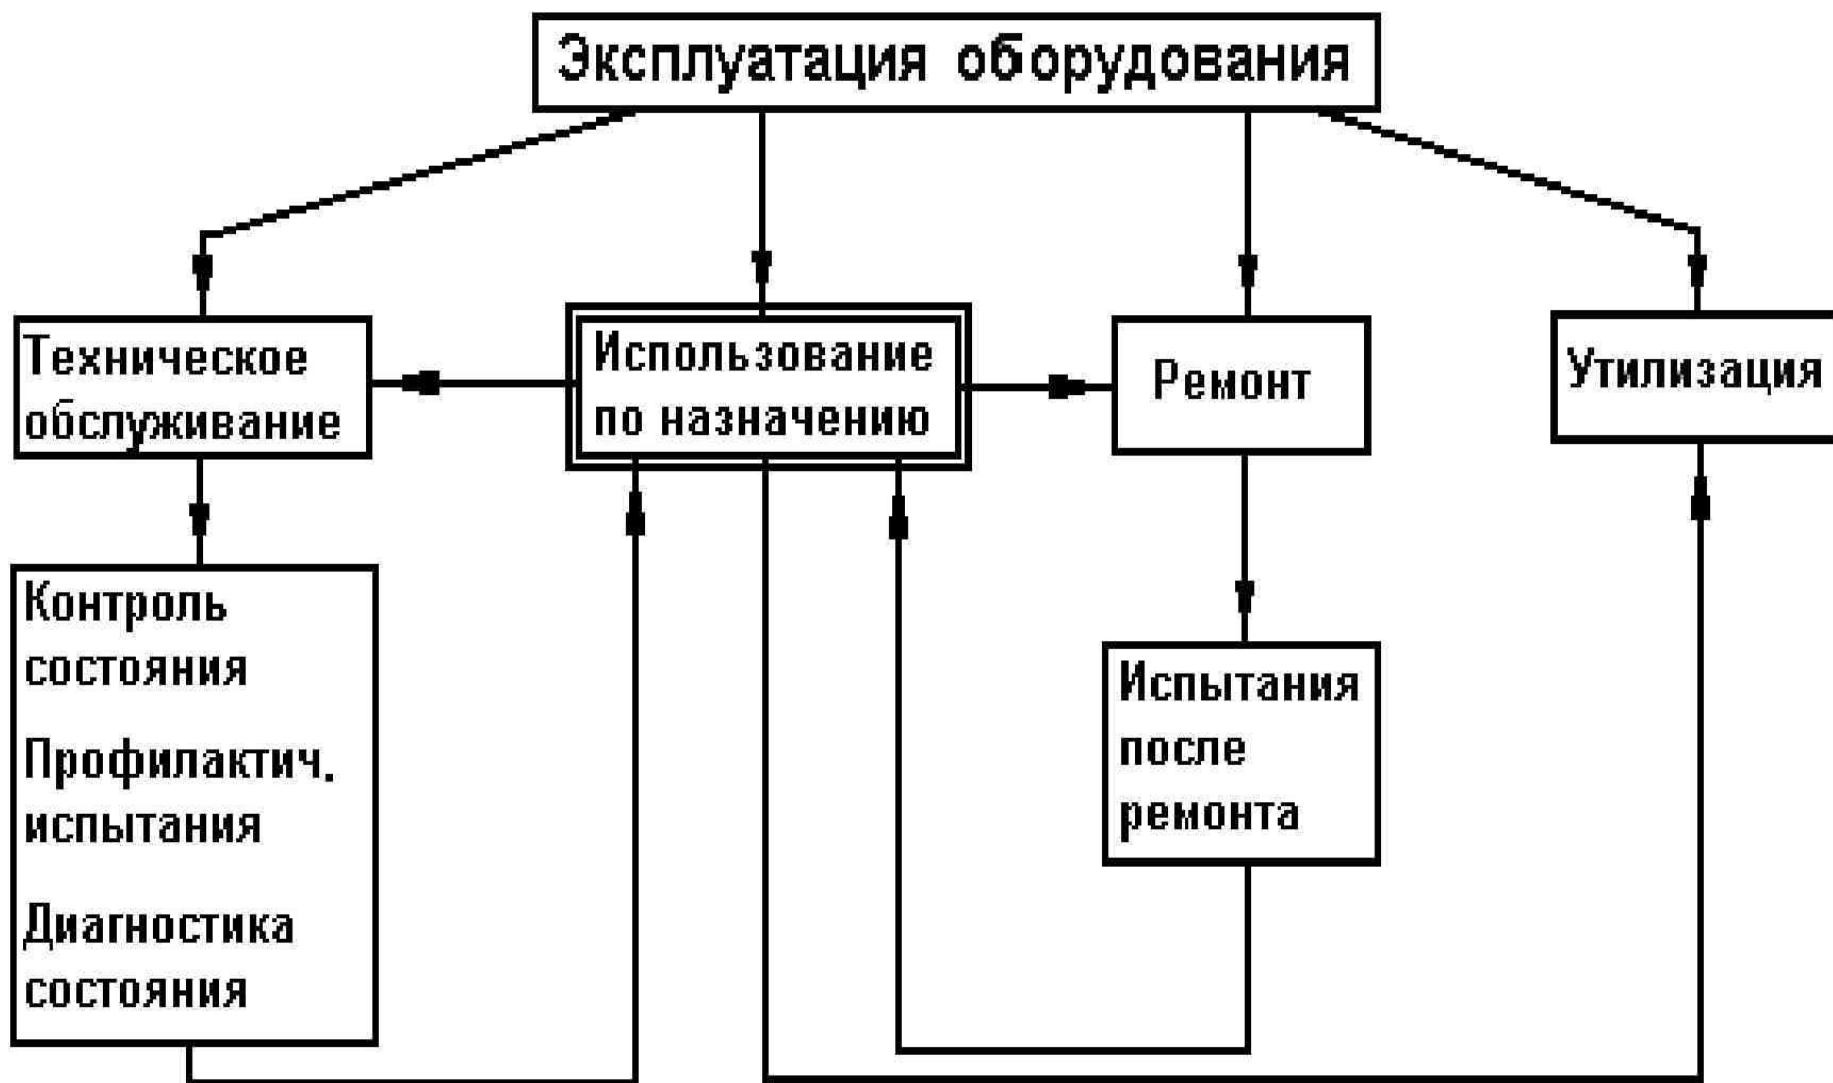 Эксплуатация оборудования
Техническое
обслуживание
Использование
по назначению
Ремонт
Утилизация
Контроль
состояния
Профилактич.
испытания
Диагностика
состояния
Испытания
после
ремонта